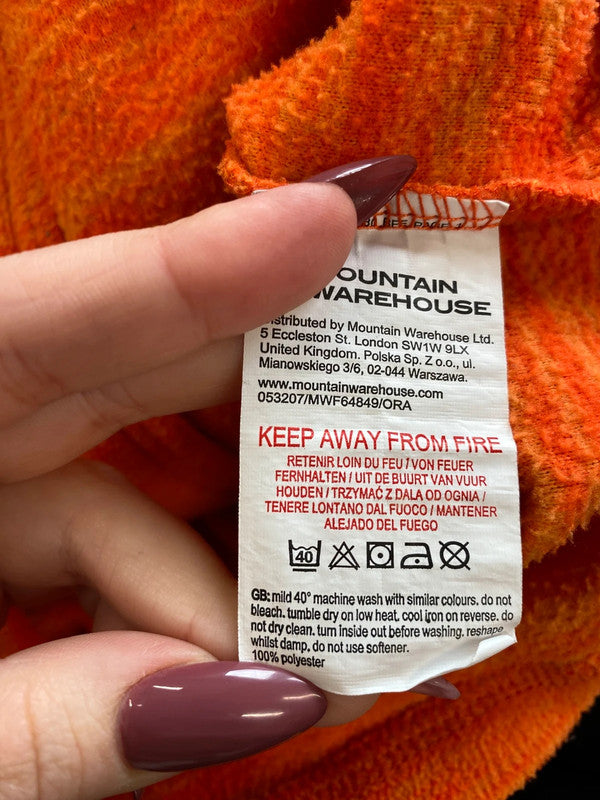 OUNTAIN
WAREHOUSE
stributed by Mountain Warehouse Ltd.
5 Eccleston St. London SW1W 9LX
United Kingdom. Polska Sp. Z o.o., ul.
Mianowskiego 3/6, 02-044 Warszawa.
www.mountainwarehouse.com
053207/MWF64849/ORA
KEEP AWAY FROM FIRE
RETENIR LOIN DU FEU / VON FEUER
FERNHALTEN / UIT DE BUURT VAN VUUR
HOUDEN / TRZYMAĆ Z DALA OD OGNIA /
TENERE LONTANO DAL FUOCO / MANTENER
ALEJADO DEL FUEGO
40
GB: mild 40° machine wash with similar colours. do not
bleach. tumble dry on low heat. cool iron on reverse. do
not dry clean. turn inside out before washing. reshape
whilst damp, do not use softener.
100% polyester